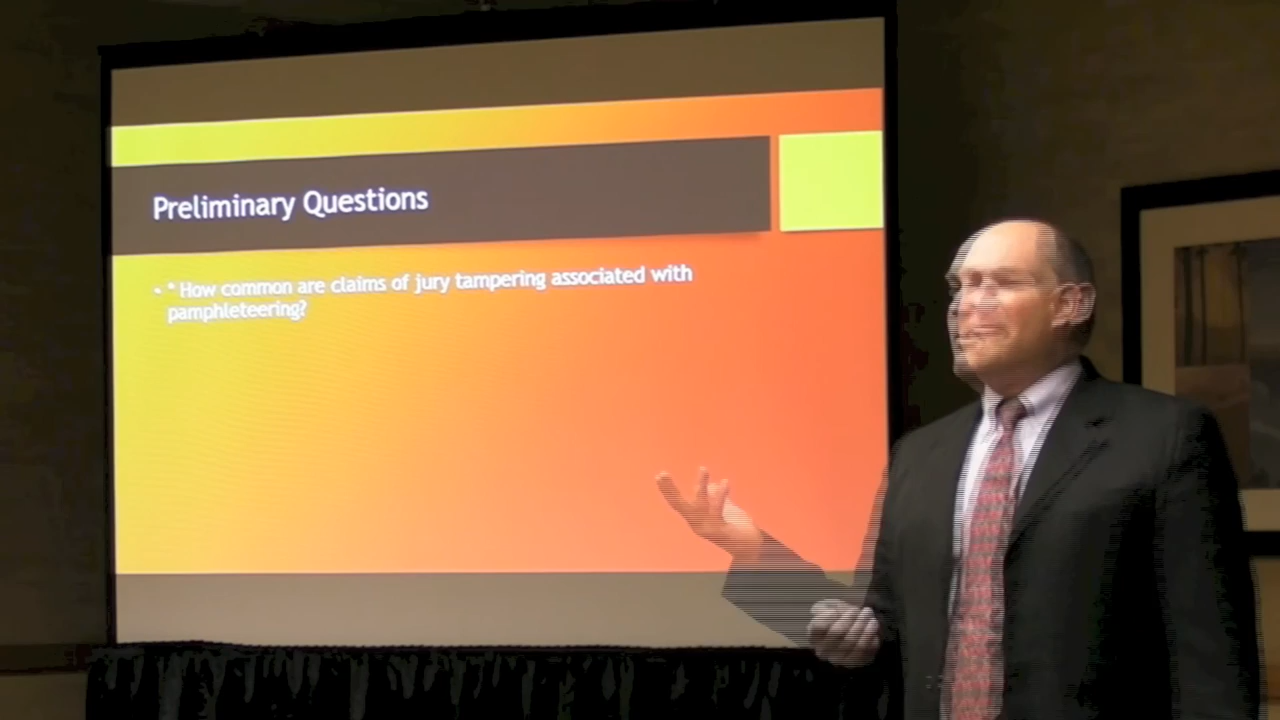 Preliminary Questions
• * How common are claims of jury tampering associated with
pamphleteering?